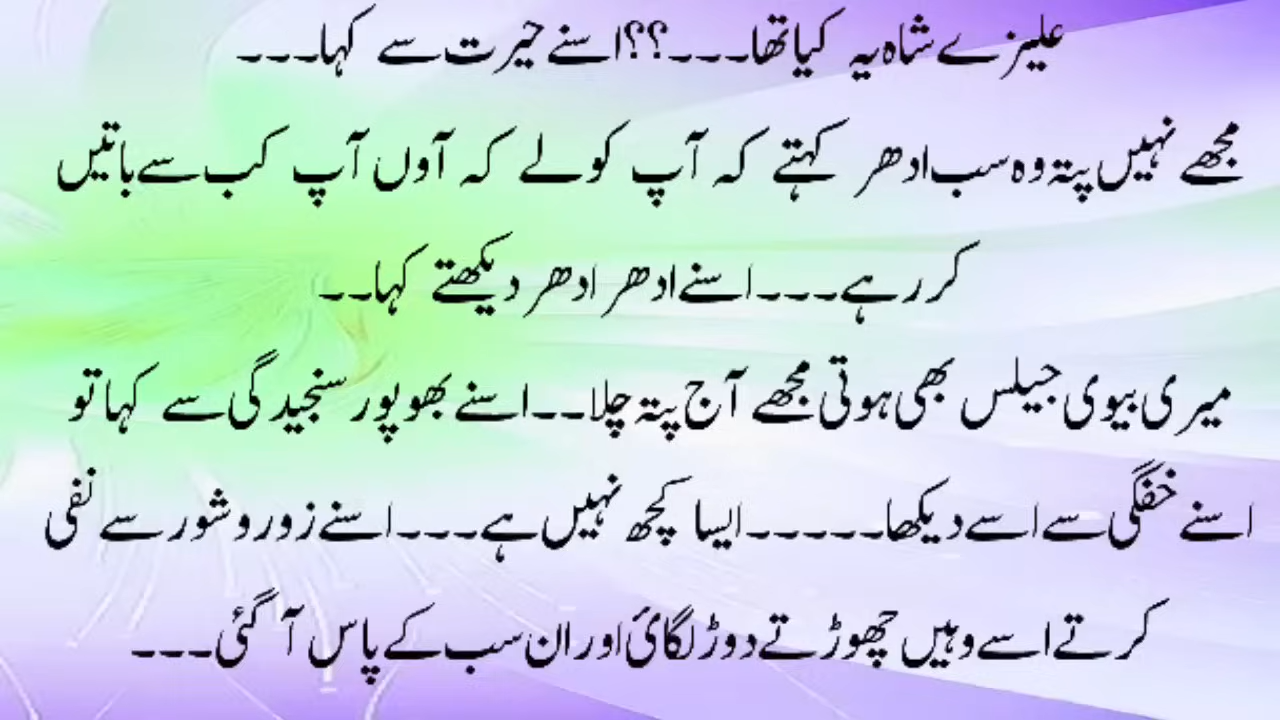 علیزے شاہ یہ کیا تھا۔۔۔؟؟ اسنے حیرت سے کہا۔۔۔
مجھے نہیں پتہ وہ سب ادھر کہتے کہ آپ کو لے کہ آوں آپ کب سے باتیں
کر رہے۔۔۔ اسنے ادھر ادھر دیکھتے کہا۔۔
میری بیوی جیلس بھی ہوتی مجھے آج پتہ چلا۔۔ اسنے بھوپور سنجیدگی سے کہا تو
اسنے خفگی سے اسے دیکھا۔۔۔۔۔۔ ایسا کچھ نہیں ہے۔۔۔ اسنے زور و شور سے نفی
کرتے اسے وہیں چھوڑتے دوڑ لگائ اور ان سب کے پاس آ گئی۔۔۔